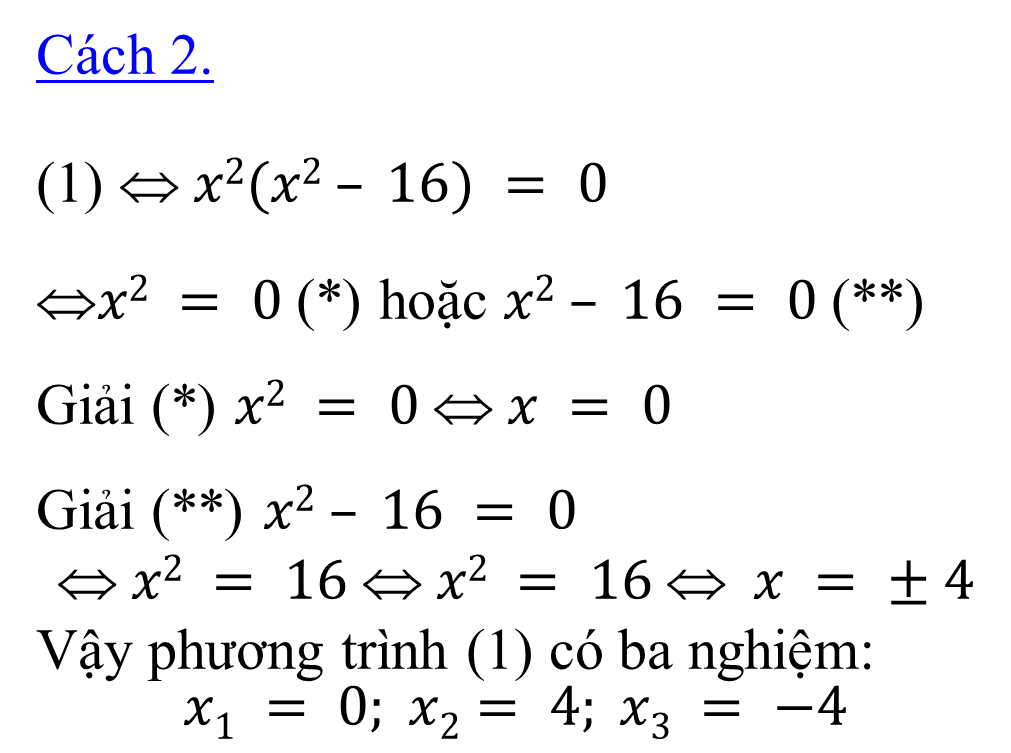 Cách 2.
(1) ⇔ x²(x² – 16) = 0
⇔x² = 0 (*) hoặc x² – 16 = 0 (**)
Giải (*) x² = 0 ⇔ x = 0
Giải (**) x² – 16 = 0
⇔ x² = 16 ⇔ x² = 16 ⇔ x = ± 4
Vậy phương trình (1) có ba nghiệm:
x₁ = 0; x₂ = 4; x₃ = −4